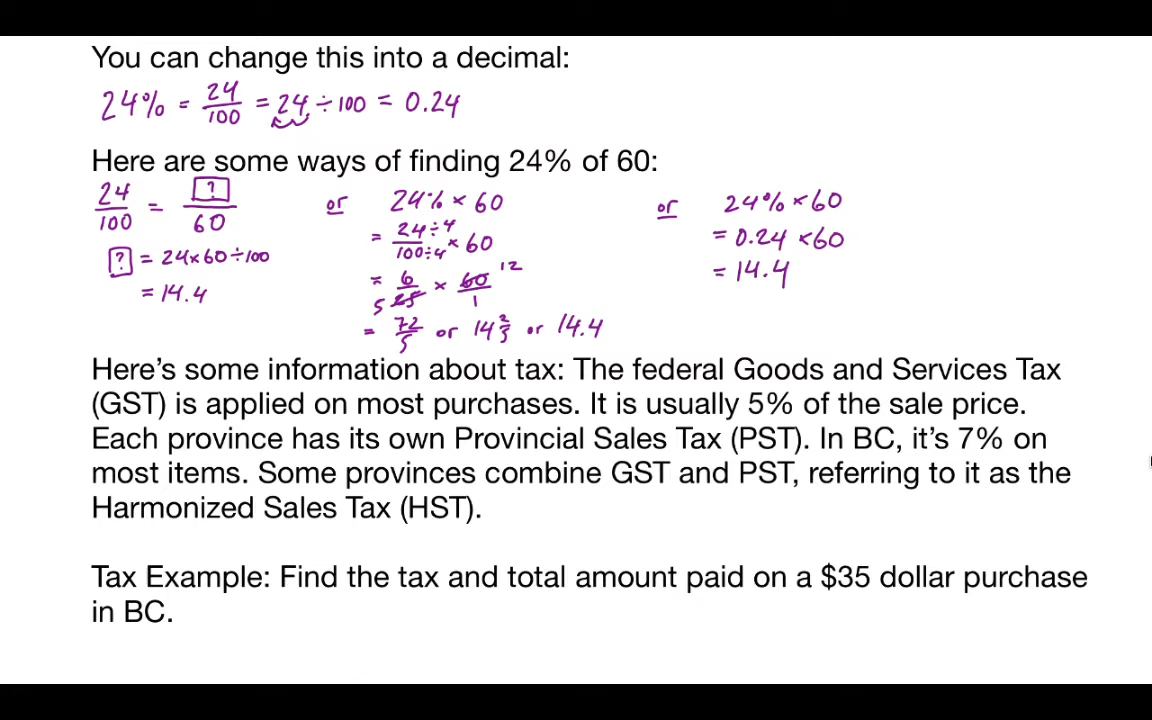 You can change this into a decimal:
24% = 24/100 = 24. ÷ 100 = 0.24
Here are some ways of finding 24% of 60:
24/100 = ?/60
? = 24 × 60 ÷ 100
= 14.4
or 24% × 60
= 24÷4/100÷4 × 60
= 6/25 × 60/1 5 12
= 72/5 or 14 2/5 or 14.4
or 24% × 60
= 0.24 × 60
= 14.4
Here’s some information about tax: The federal Goods and Services Tax
(GST) is applied on most purchases. It is usually 5% of the sale price.
Each province has its own Provincial Sales Tax (PST). In BC, it’s 7% on
most items. Some provinces combine GST and PST, referring to it as the
Harmonized Sales Tax (HST).
Tax Example: Find the tax and total amount paid on a $35 dollar purchase
in BC.